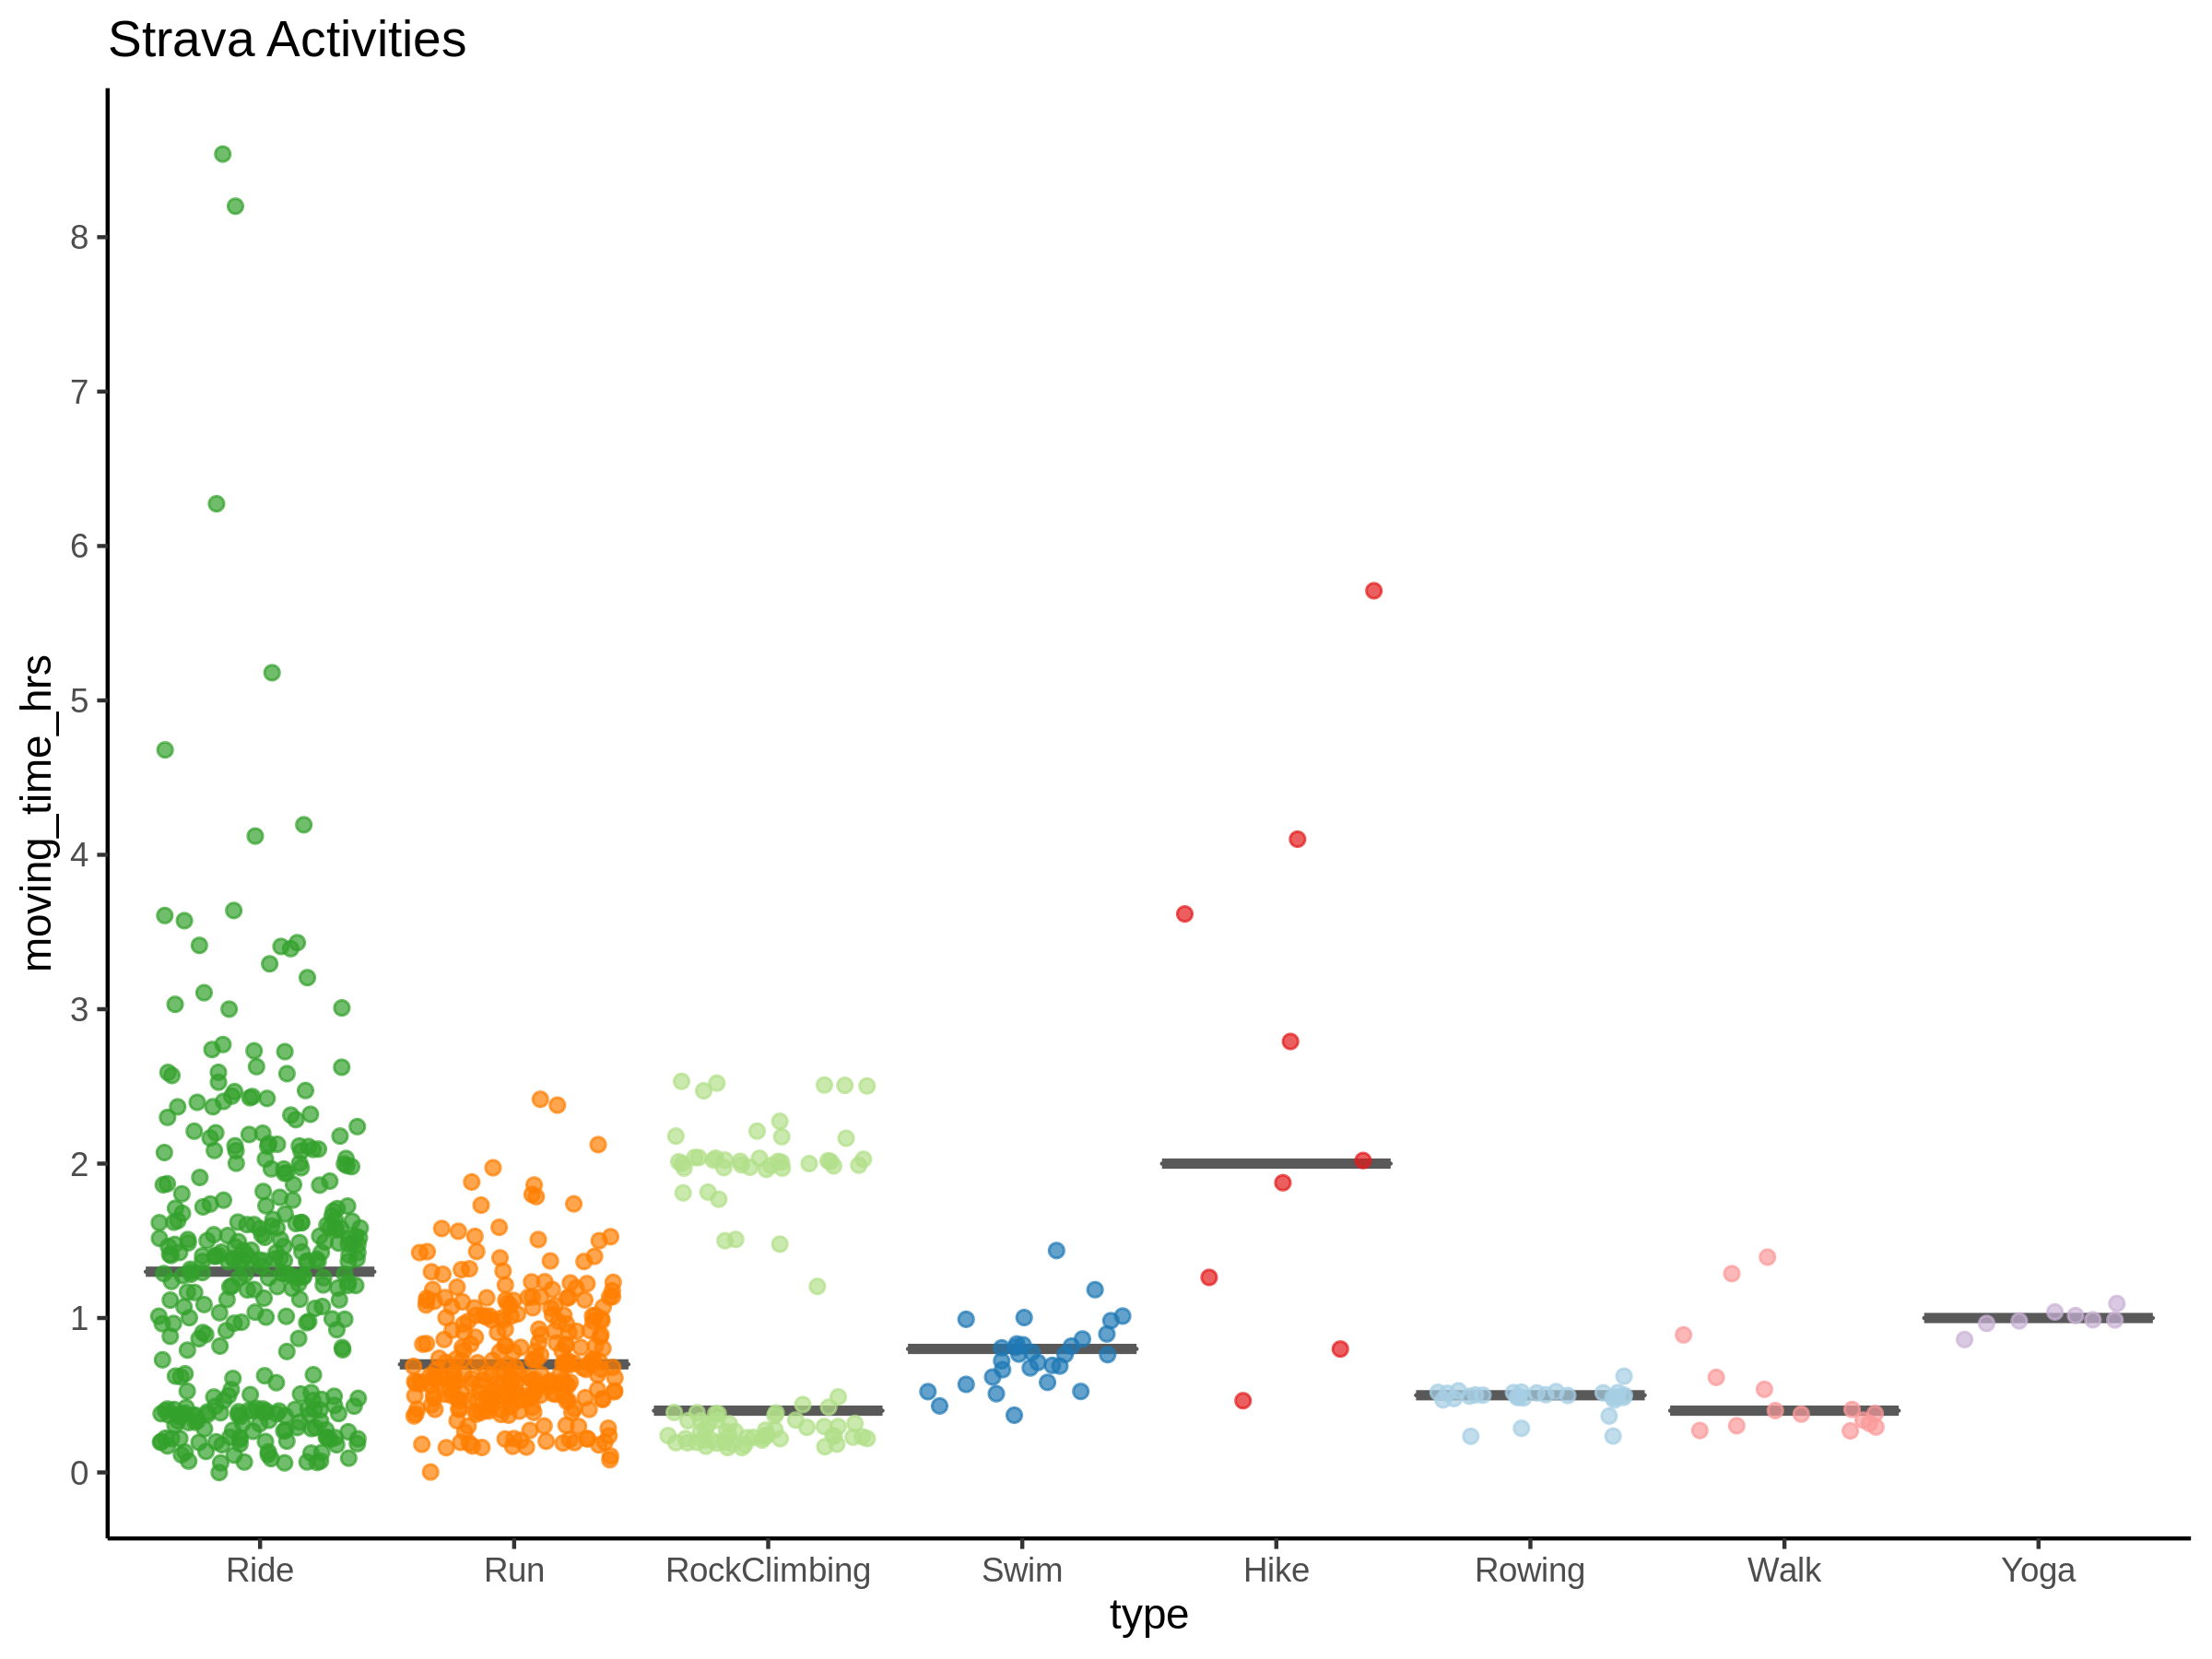 Strava Activities
moving_time_hrs
8
7
6
5
4
3
2
1
0
Ride Run RockClimbing Swim Hike Rowing Walk Yoga
type